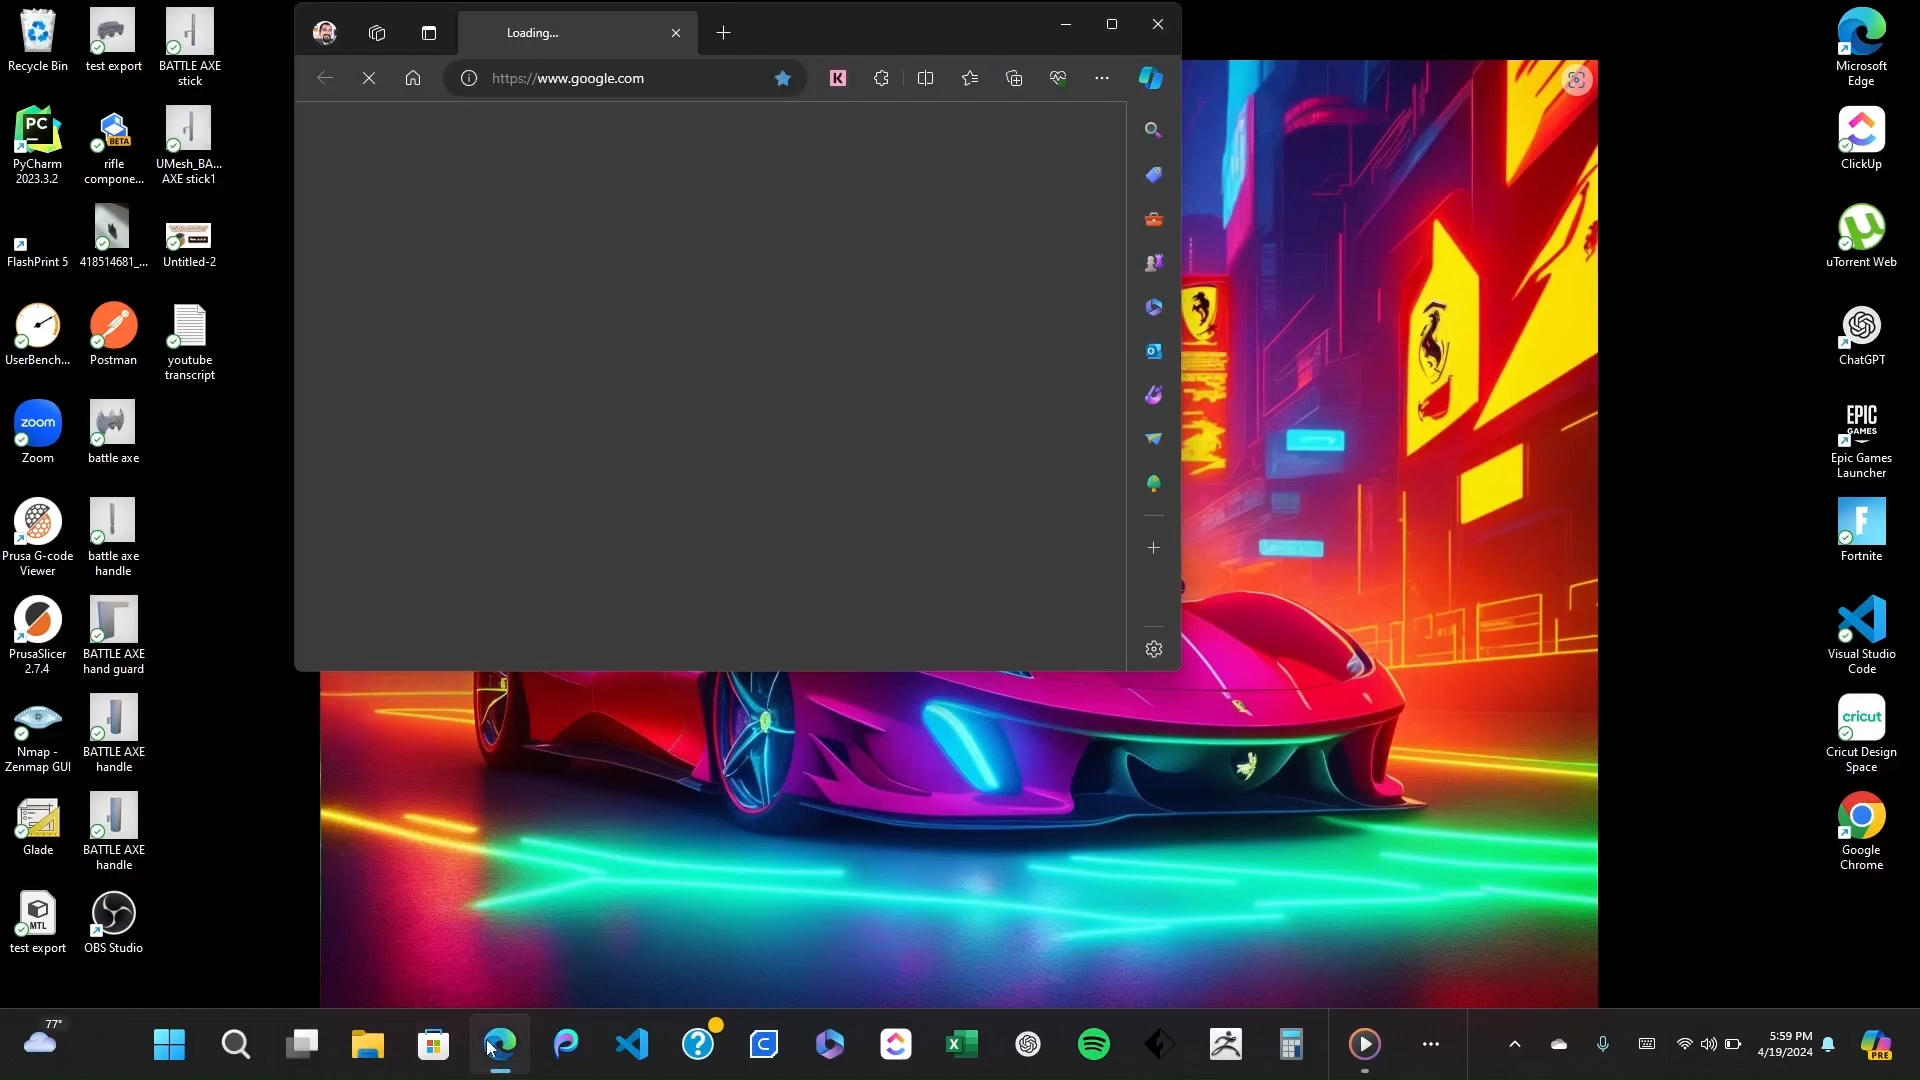 Loading...
https://www.google.com
K
Recycle Bin
test export
BATTLE AXE
stick
PC
PyCharm
2023.3.2
BETA
rifle
compone...
UMesh_BA...
AXE stick1
FlashPrint 5
418514681_...
Untitled-2
UserBench...
Postman
youtube
transcript
zoom
Zoom
battle axe
Prusa G-code
Viewer
battle axe
handle
PrusaSlicer
2.7.4
BATTLE AXE
hand guard
Nmap -
Zenmap GUI
BATTLE AXE
handle
Glade
BATTLE AXE
handle
MTL
test export
OBS Studio
Microsoft
Edge
ClickUp
uTorrent Web
ChatGPT
EPIC
GAMES
Epic Games
Launcher
F
Fortnite
Visual Studio
Code
cricut
Cricut Design
Space
Google
Chrome
77°
5:59 PM
4/19/2024
PRE